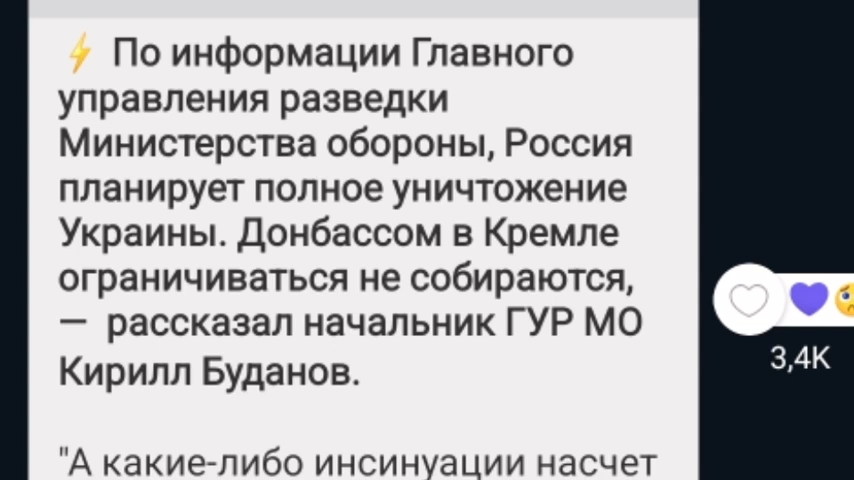 ⚡ По информации Главного
управления разведки
Министерства обороны, Россия
планирует полное уничтожение
Украины. Донбассом в Кремле
ограничиваться не собираются,
— рассказал начальник ГУР МО
Кирилл Буданов.
"А какие-либо инсинуации насчет
3,4K